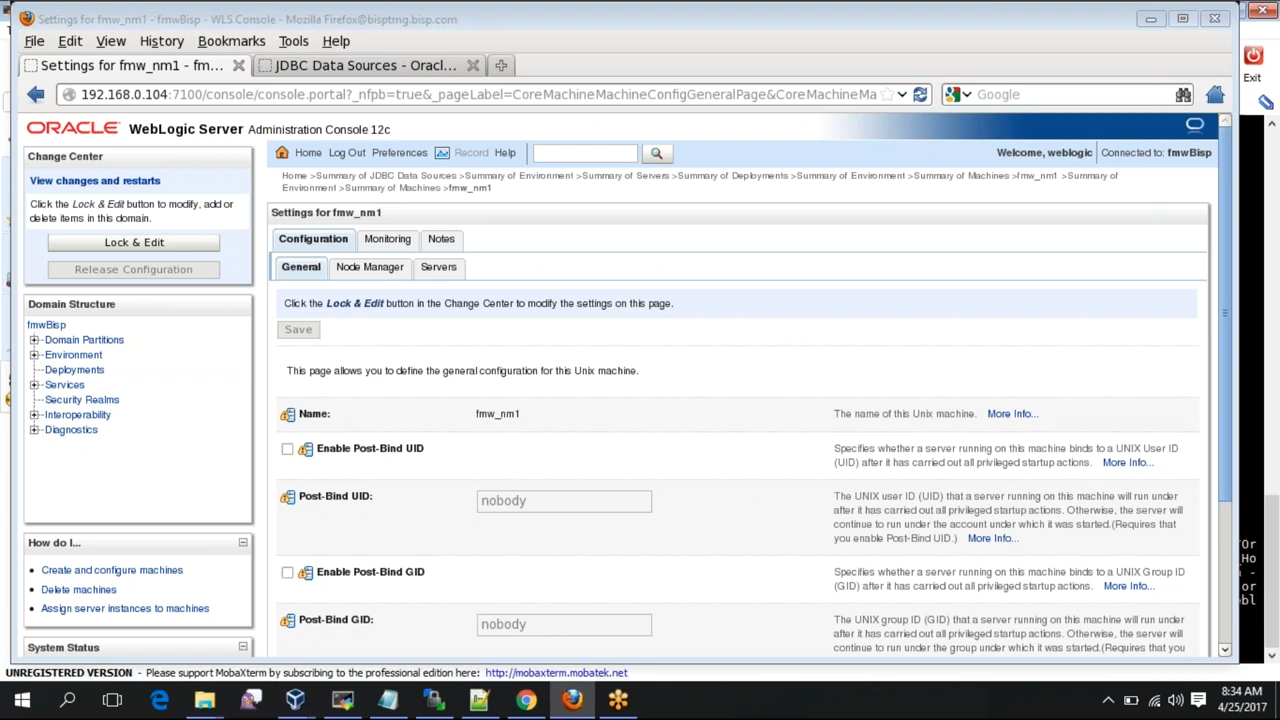 Settings for fmw_nm1 - fmwBisp - WLS Console - Mozilla Firefox@bisptrng.bisp.com
File Edit View History Bookmarks Tools Help
Settings for fmw_nm1 - fm... JDBC Data Sources - Oracl...
192.168.0.104:7100/console/console.portal?_nfpb=true&_pageLabel=CoreMachineMachineConfigGeneralPage&CoreMachineMa Google
Exit
ORACLE WebLogic Server Administration Console 12c
Change Center
View changes and restarts
Click the Lock & Edit button to modify, add or
delete items in this domain.
Lock & Edit
Release Configuration
Domain Structure
fmwBisp
Domain Partitions
Environment
Deployments
Services
Security Realms
Interoperability
Diagnostics
How do I...
Create and configure machines
Delete machines
Assign server instances to machines
System Status
Home Log Out Preferences Record Help
Welcome, weblogic Connected to: fmwBisp
Home >Summary of JDBC Data Sources >Summary of Environment >Summary of Servers >Summary of Deployments >Summary of Environment >Summary of Machines >fmw_nm1 >Summary of
Environment >Summary of Machines >fmw_nm1
Settings for fmw_nm1
Configuration Monitoring Notes
General Node Manager Servers
Click the Lock & Edit button in the Change Center to modify the settings on this page.
Save
This page allows you to define the general configuration for this Unix machine.
Name: fmw_nm1 The name of this Unix machine. More Info...
Enable Post-Bind UID Specifies whether a server running on this machine binds to a UNIX User ID
(UID) after it has carried out all privileged startup actions. More Info...
Post-Bind UID: nobody The UNIX user ID (UID) that a server running on this machine will run under
after it has carried out all privileged startup actions. Otherwise, the server will
continue to run under the account under which it was started.(Requires that
you enable Post-Bind UID.) More Info...
Enable Post-Bind GID Specifies whether a server running on this machine binds to a UNIX Group ID
(GID) after it has carried out all privileged startup actions. More Info...
Post-Bind GID: nobody The UNIX group ID (GID) that a server running on this machine will run under
after it has carried out all privileged startup actions. Otherwise, the server will
continue to run under the group under which it was started. (Requires that you
UNREGISTERED VERSION - Please support MobaXterm by subscribing to the professional edition here: http://mobaxterm.mobatek.net
8:34 AM
4/25/2017